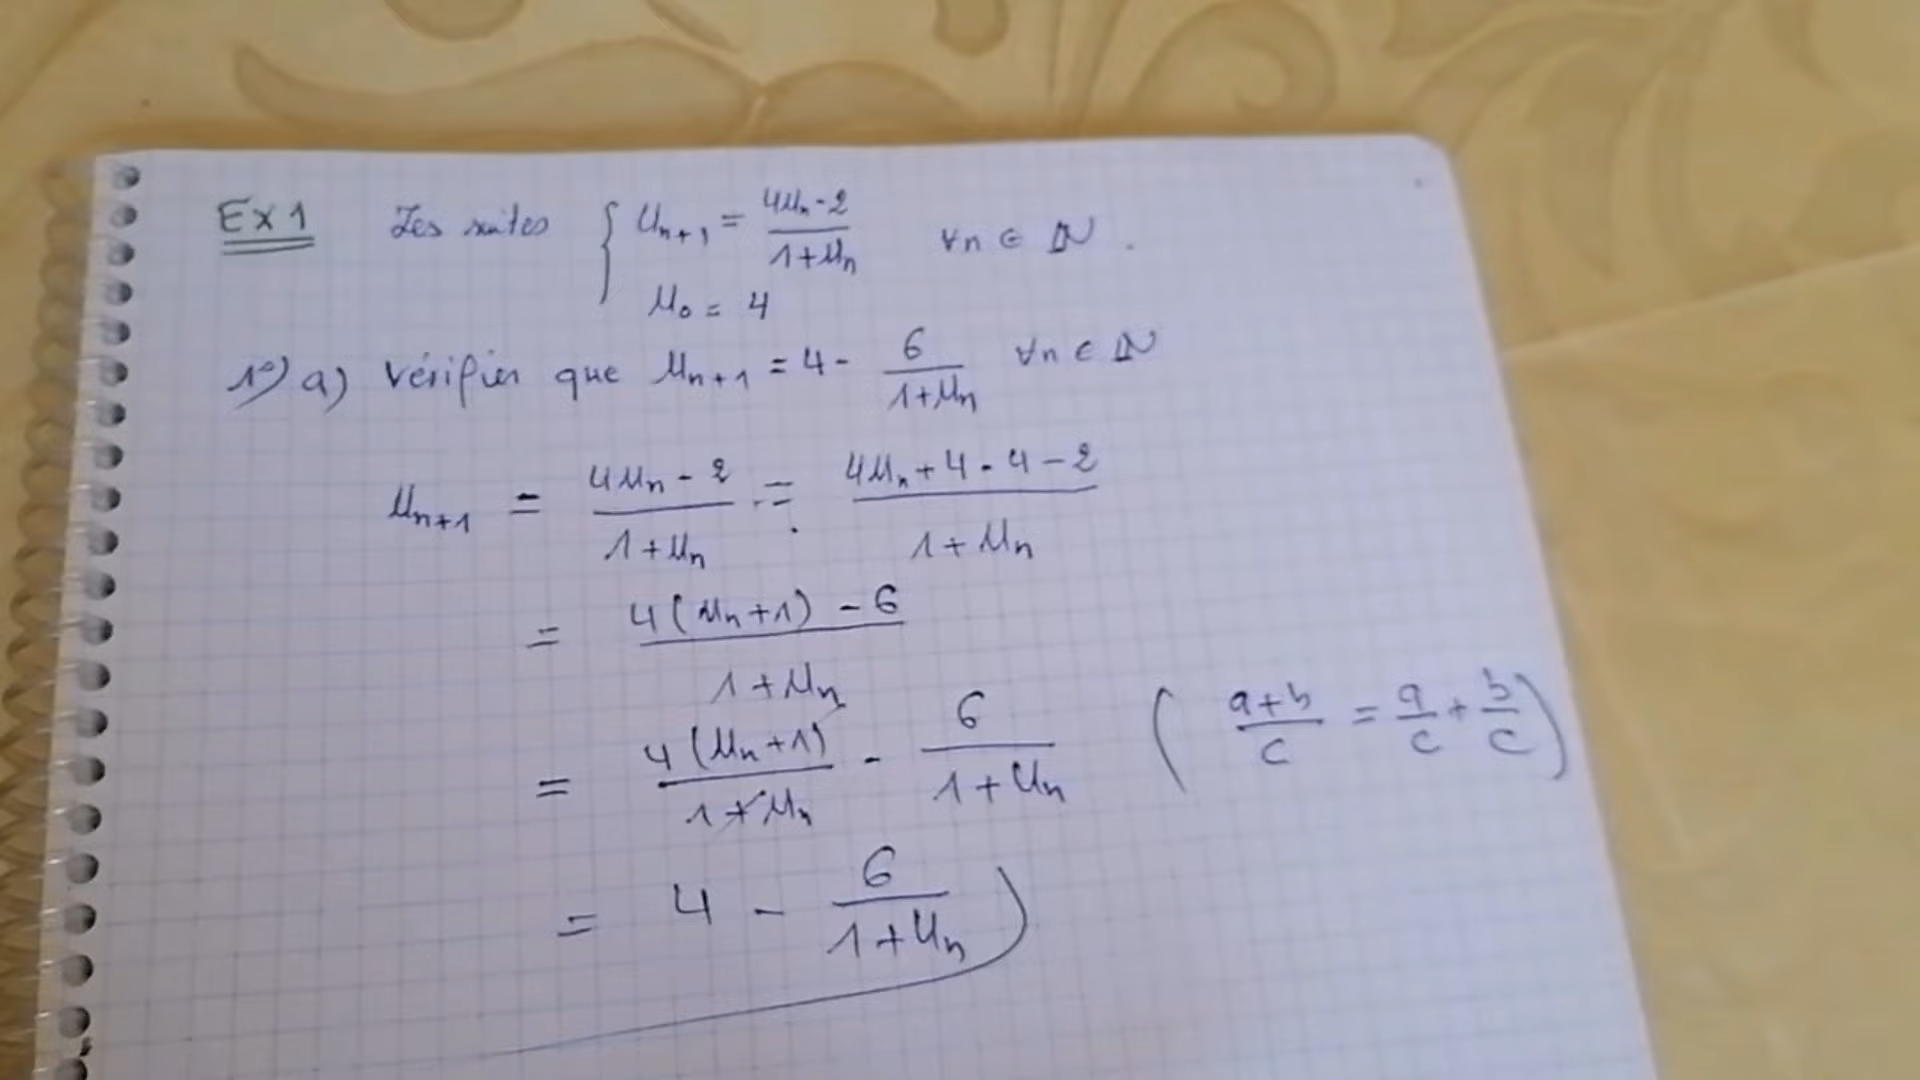 Ex 1 Les suites { Uₙ₊₁ = (4Uₙ - 2)/(1+Uₙ) ∀n ∈ ℕ.
U₀ = 4
1°) a) Vérifier que Uₙ₊₁ = 4 - 6/(1+Uₙ) ∀n ∈ ℕ
Uₙ₊₁ = (4Uₙ - 2)/(1+Uₙ) = (4Uₙ + 4 - 4 - 2)/(1+Uₙ)
= (4(Uₙ+1) - 6)/(1+Uₙ)
= 4(Uₙ+1)/(1+Uₙ) - 6/(1+Uₙ) ( (a+b)/c = a/c + b/c )
= 4 - 6/(1+Uₙ)